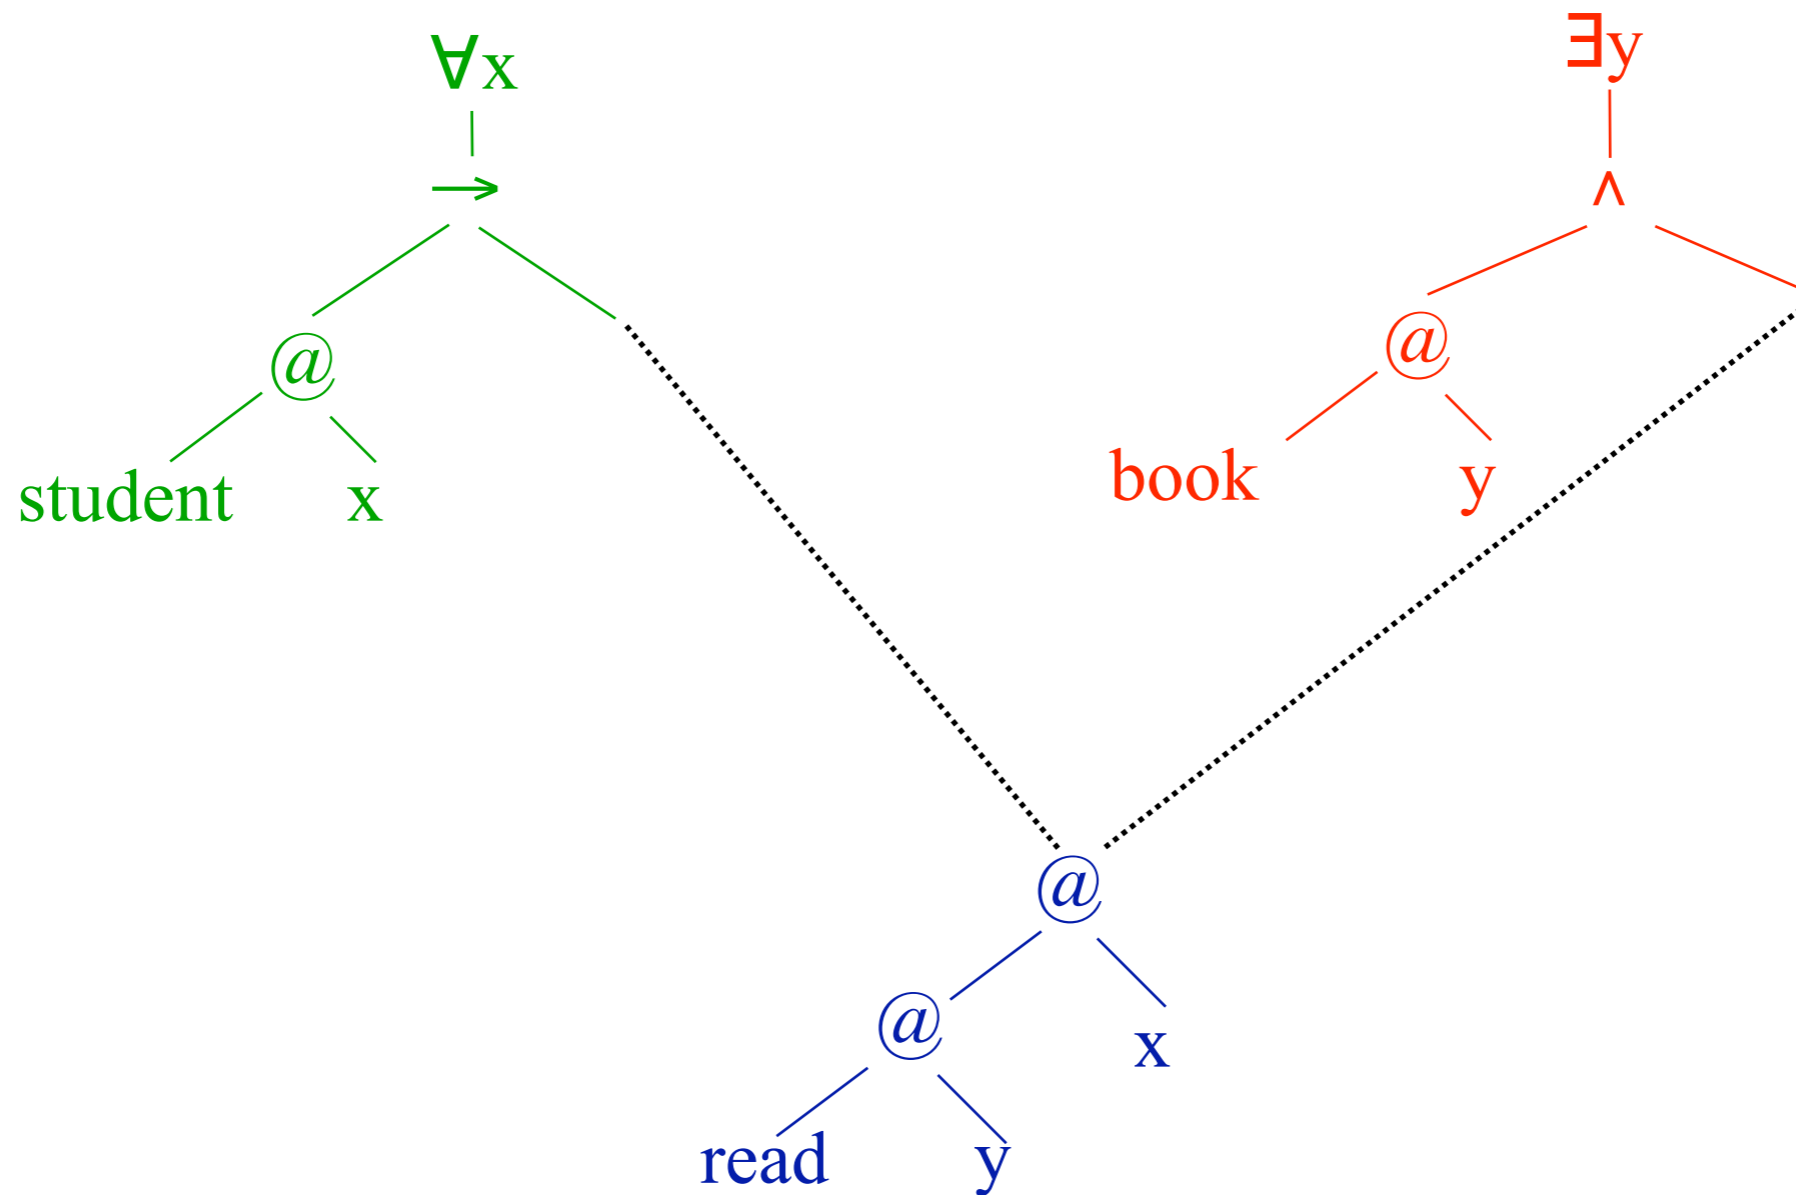 ∀x
∃y
→
∧
@
@
student x
book y
@
@
x
read y